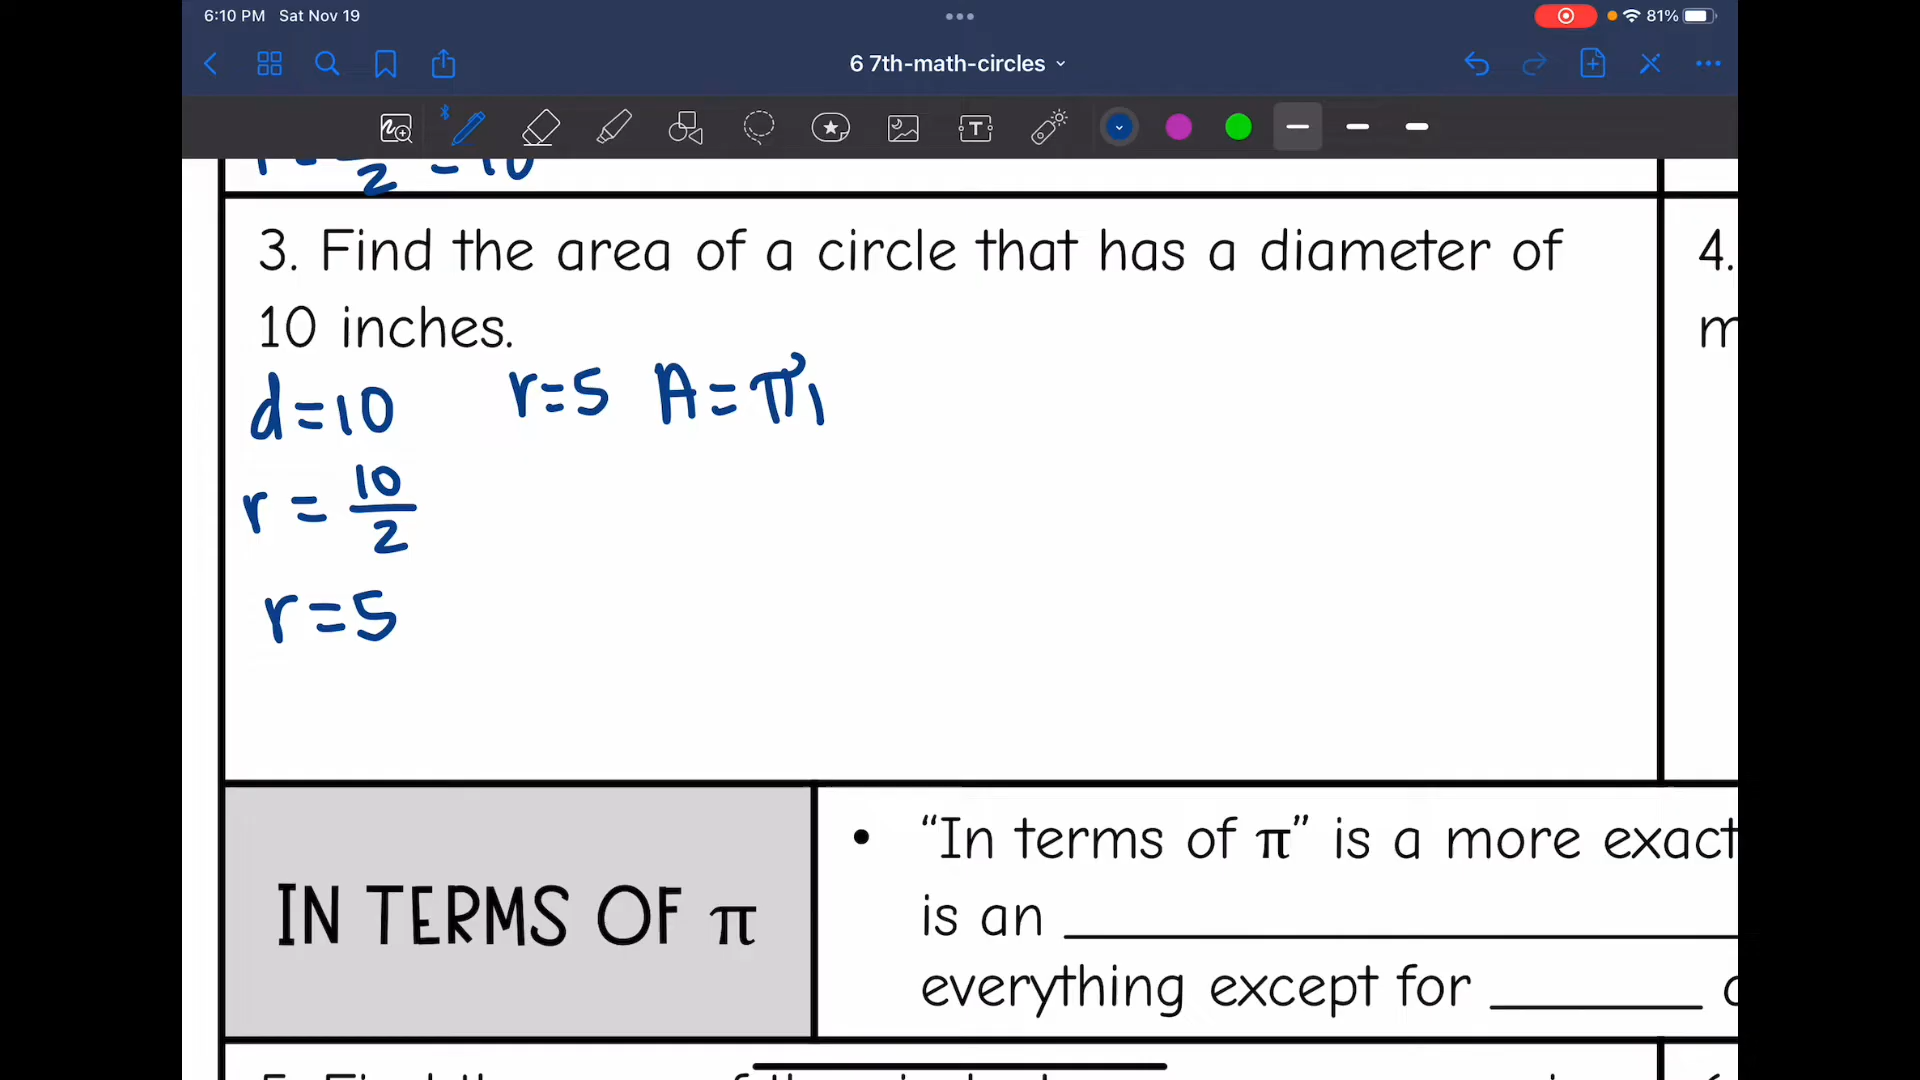 6:10 PM Sat Nov 19
81%
6 7th-math-circles
2 = 10
3. Find the area of a circle that has a diameter of
10 inches.
4.
m
d=10 r=5 A=π
r = 10/2
r=5
IN TERMS OF π
• “In terms of π” is a more exact
is an
everything except for